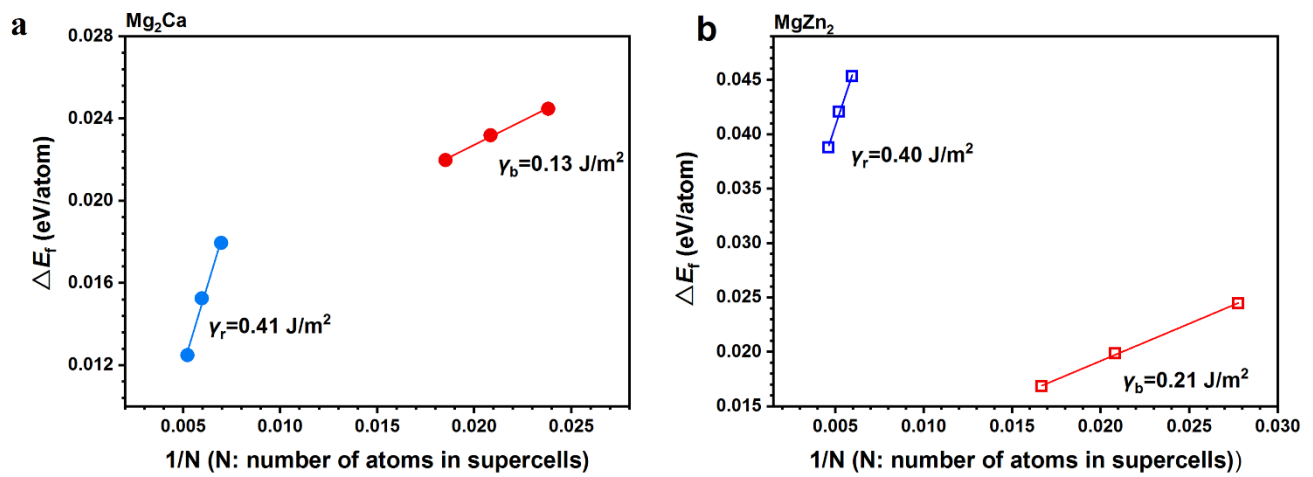 a
Mg₂Ca
0.028
0.024
0.020
0.016
0.012
△Ef (eV/atom)
γb=0.13 J/m²
γr=0.41 J/m²
0.005 0.010 0.015 0.020 0.025
1/N (N: number of atoms in supercells)
b
MgZn₂
0.045
0.040
0.035
0.030
0.025
0.020
0.015
△Ef (eV/atom)
γr=0.40 J/m²
γb=0.21 J/m²
0.005 0.010 0.015 0.020 0.025 0.030
1/N (N: number of atoms in supercells))